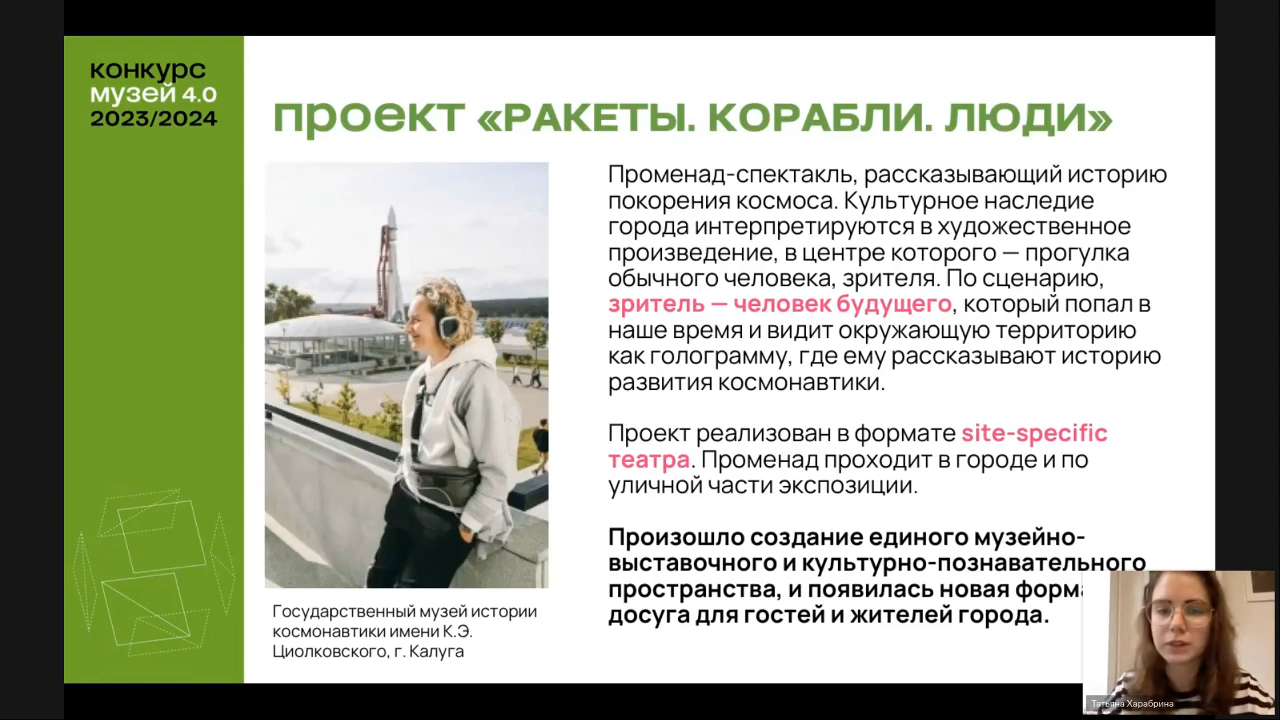 конкурс
музей 4.0
2023/2024
проект «РАКЕТЫ. КОРАБЛИ. ЛЮДИ»
Променад-спектакль, рассказывающий историю
покорения космоса. Культурное наследие
города интерпретируются в художественное
произведение, в центре которого — прогулка
обычного человека, зрителя. По сценарию,
зритель — человек будущего, который попал в
наше время и видит окружающую территорию
как голограмму, где ему рассказывают историю
развития космонавтики.
Проект реализован в формате site-specific
театра. Променад проходит в городе и по
уличной части экспозиции.
Произошло создание единого музейно-
выставочного и культурно-познавательного
пространства, и появилась новая форма
досуга для гостей и жителей города.
Государственный музей истории
космонавтики имени К.Э.
Циолковского, г. Калуга
Татьяна Харабрина